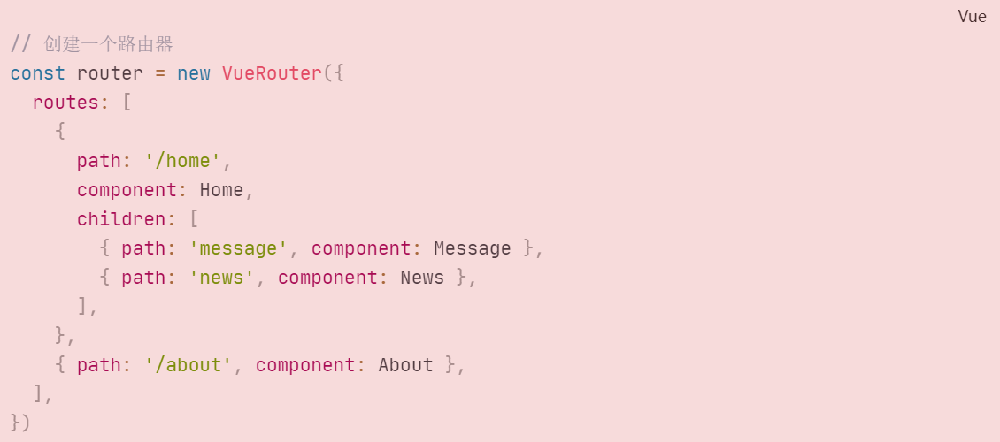 Vue
// 创建一个路由器
const router = new VueRouter({
  routes: [
    {
      path: '/home',
      component: Home,
      children: [
        { path: 'message', component: Message },
        { path: 'news', component: News },
      ],
    },
    { path: '/about', component: About },
  ],
})